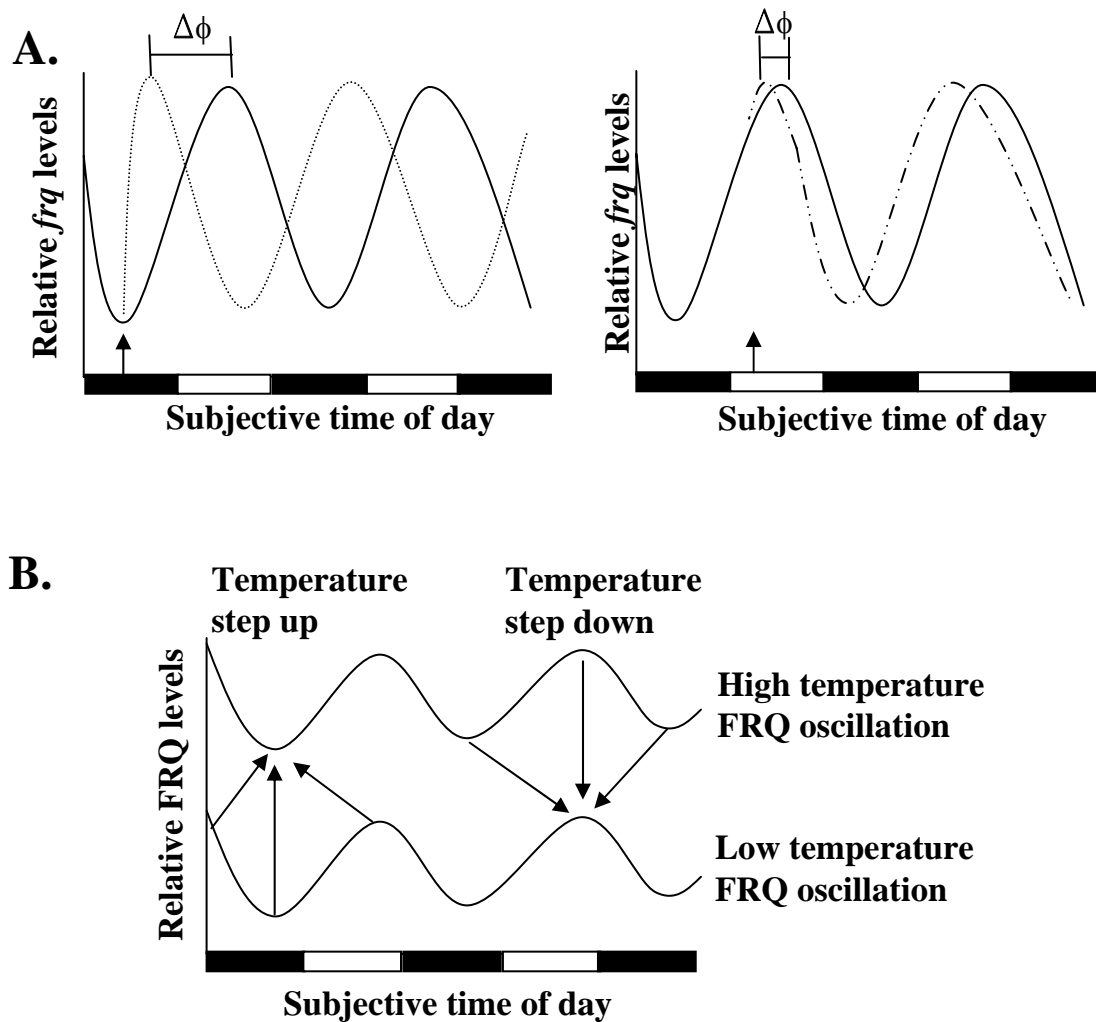 A.
Δϕ
Relative frq levels
Subjective time of day
Δϕ
Relative frq levels
Subjective time of day
B.
Temperature
step up
Temperature
step down
Relative FRQ levels
High temperature
FRQ oscillation
Low temperature
FRQ oscillation
Subjective time of day